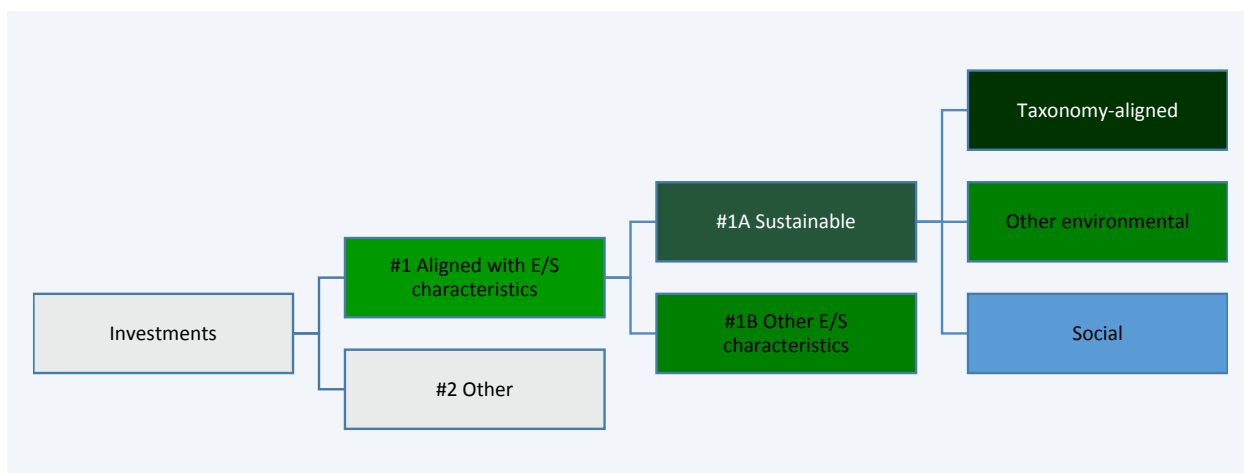 Investments
#1 Aligned with E/S
characteristics
#2 Other
#1A Sustainable
#1B Other E/S
characteristics
Taxonomy-aligned
Other environmental
Social